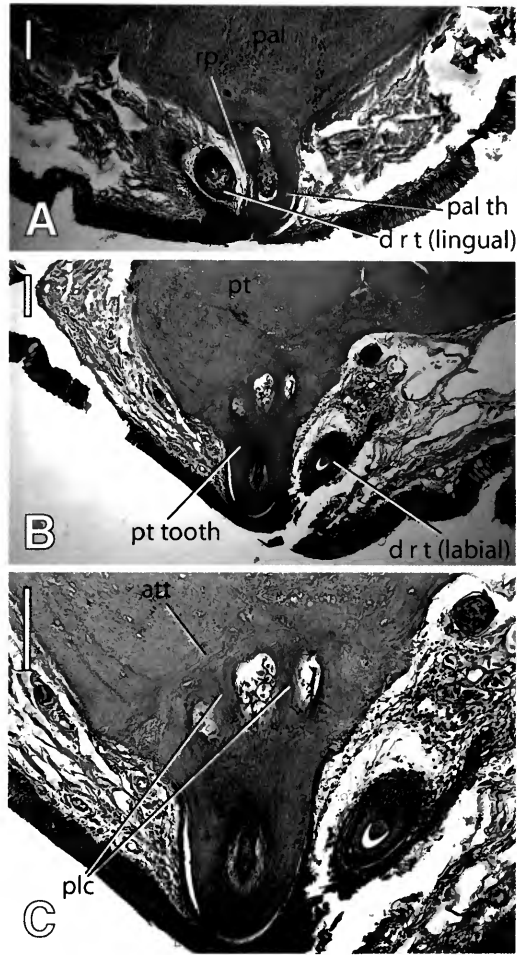 pal
rp
pal th
d r t (lingual)
A
pt
pt tooth
d r t (labial)
B
att
plc
C